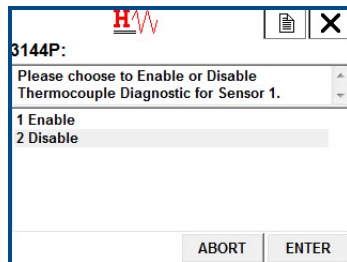 H
3144P:
Please choose to Enable or Disable
Thermocouple Diagnostic for Sensor 1.
1 Enable
2 Disable
ABORT ENTER